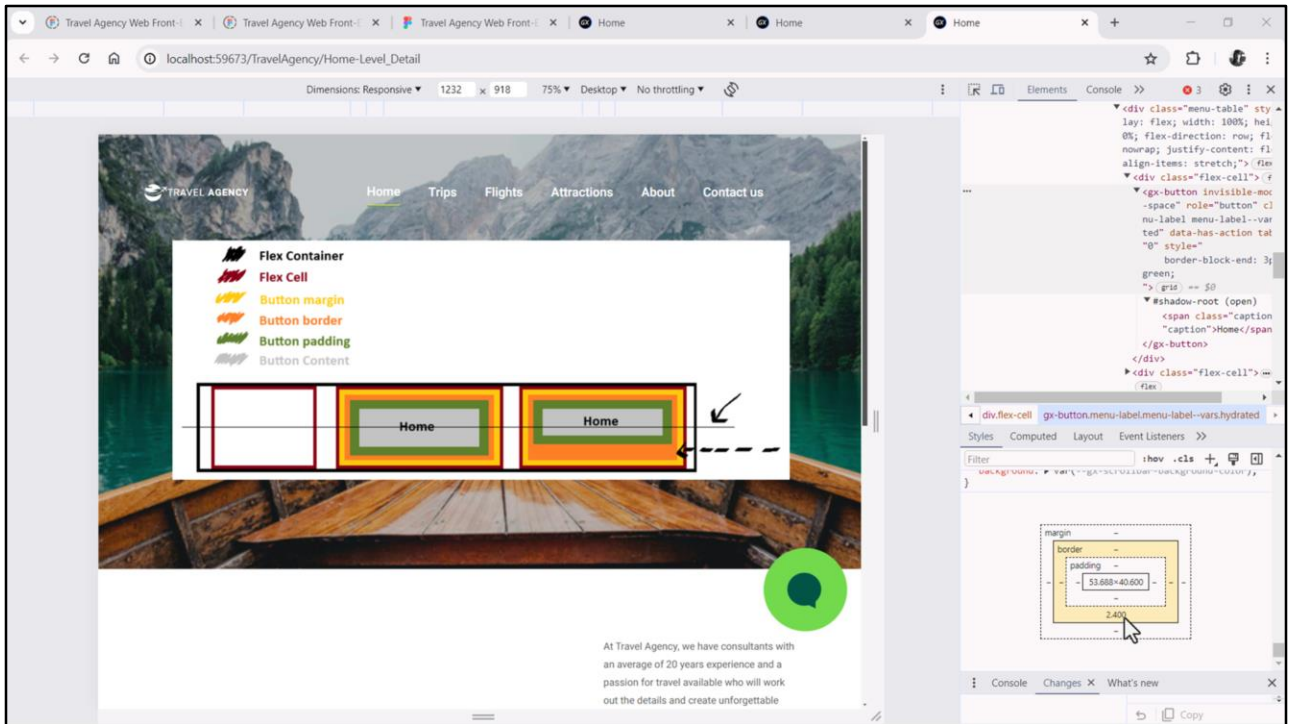 Travel Agency Web Front-E
Travel Agency Web Front-E
Travel Agency Web Front-E
Home
Home
Home
localhost:59673/TravelAgency/Home-Level_Detail
Dimensions: Responsive 1232 x 918 75% Desktop No throttling
Elements Console 3
TRAVEL AGENCY
Home Trips Flights Attractions About Contact us
Flex Container
Flex Cell
Button margin
Button border
Button padding
Button Content
Home Home
At Travel Agency, we have consultants with
an average of 20 years experience and a
passion for travel available who will work
out the details and create unforgettable
<div class="menu-table" sty
lay: flex; width: 100%; hei
0%; flex-direction: row; fl
nowrap; justify-content: fl
align-items: stretch;"> flex
<div class="flex-cell"> f
<gx-button invisible-mod
-space" role="button" cl
nu-label menu-label--var
ted" data-has-action tab
"0" style="
border-block-end: 3p
green;
"> grid == $0
#shadow-root (open)
<span class="caption
"caption">Home</span
</gx-button>
</div>
<div class="flex-cell"> …
flex
div.flex-cell gx-button.menu-label.menu-label--vars.hydrated
Styles Computed Layout Event Listeners
Filter :hov .cls
background: var(--gx-scrollbar-background-color);
}
margin -
border -
padding -
- - - 53.688×40.600 - - -
-
2.400
-
Console Changes What's new
Copy